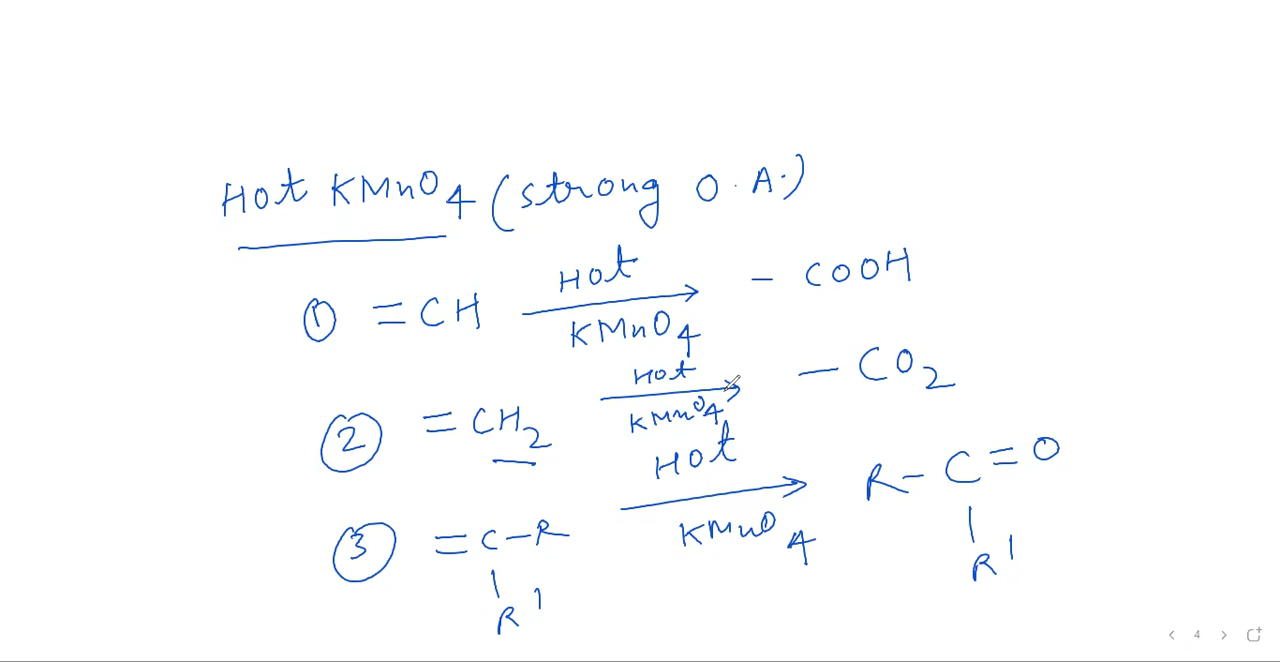 Hot KMnO4 (strong O.A.)
① =CH Hot KMnO4 - COOH
② =CH2 Hot KMnO4 - CO2
③ =C-R Hot KMnO4 R-C=O
R' R'
< 4 >